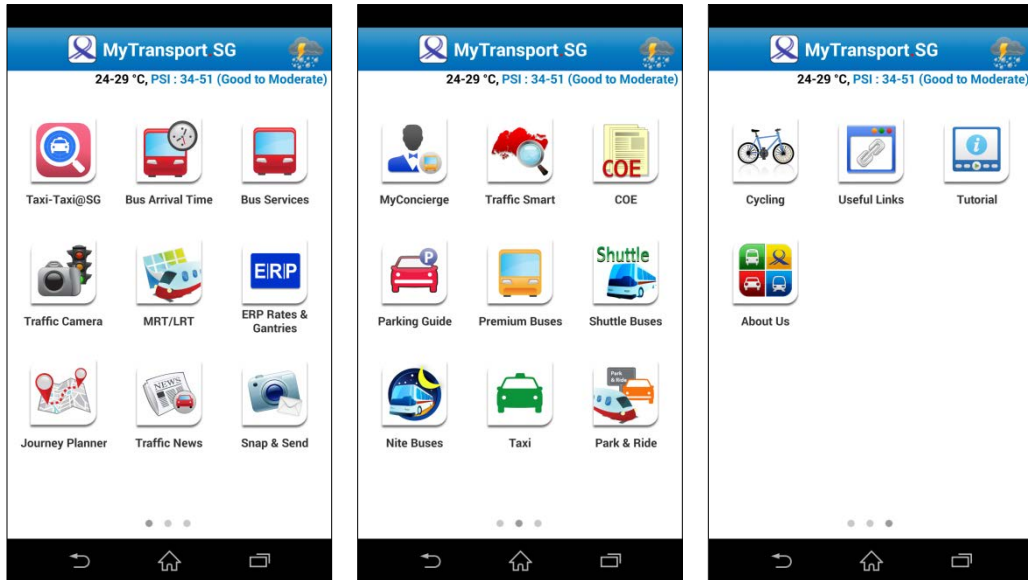 MyTransport SG
24-29 °C, PSI : 34-51 (Good to Moderate)
Taxi-Taxi@SG
Bus Arrival Time
Bus Services
Traffic Camera
MRT/LRT
ERP
ERP Rates &
Gantries
Journey Planner
NEWS
Traffic News
Snap & Send
MyTransport SG
24-29 °C, PSI : 34-51 (Good to Moderate)
MyConcierge
Traffic Smart
COE
COE
P
Parking Guide
Premium Buses
Shuttle
Shuttle Buses
Nite Buses
Taxi
Park
& Ride
Park & Ride
MyTransport SG
24-29 °C, PSI : 34-51 (Good to Moderate)
Cycling
Useful Links
i
Tutorial
About Us